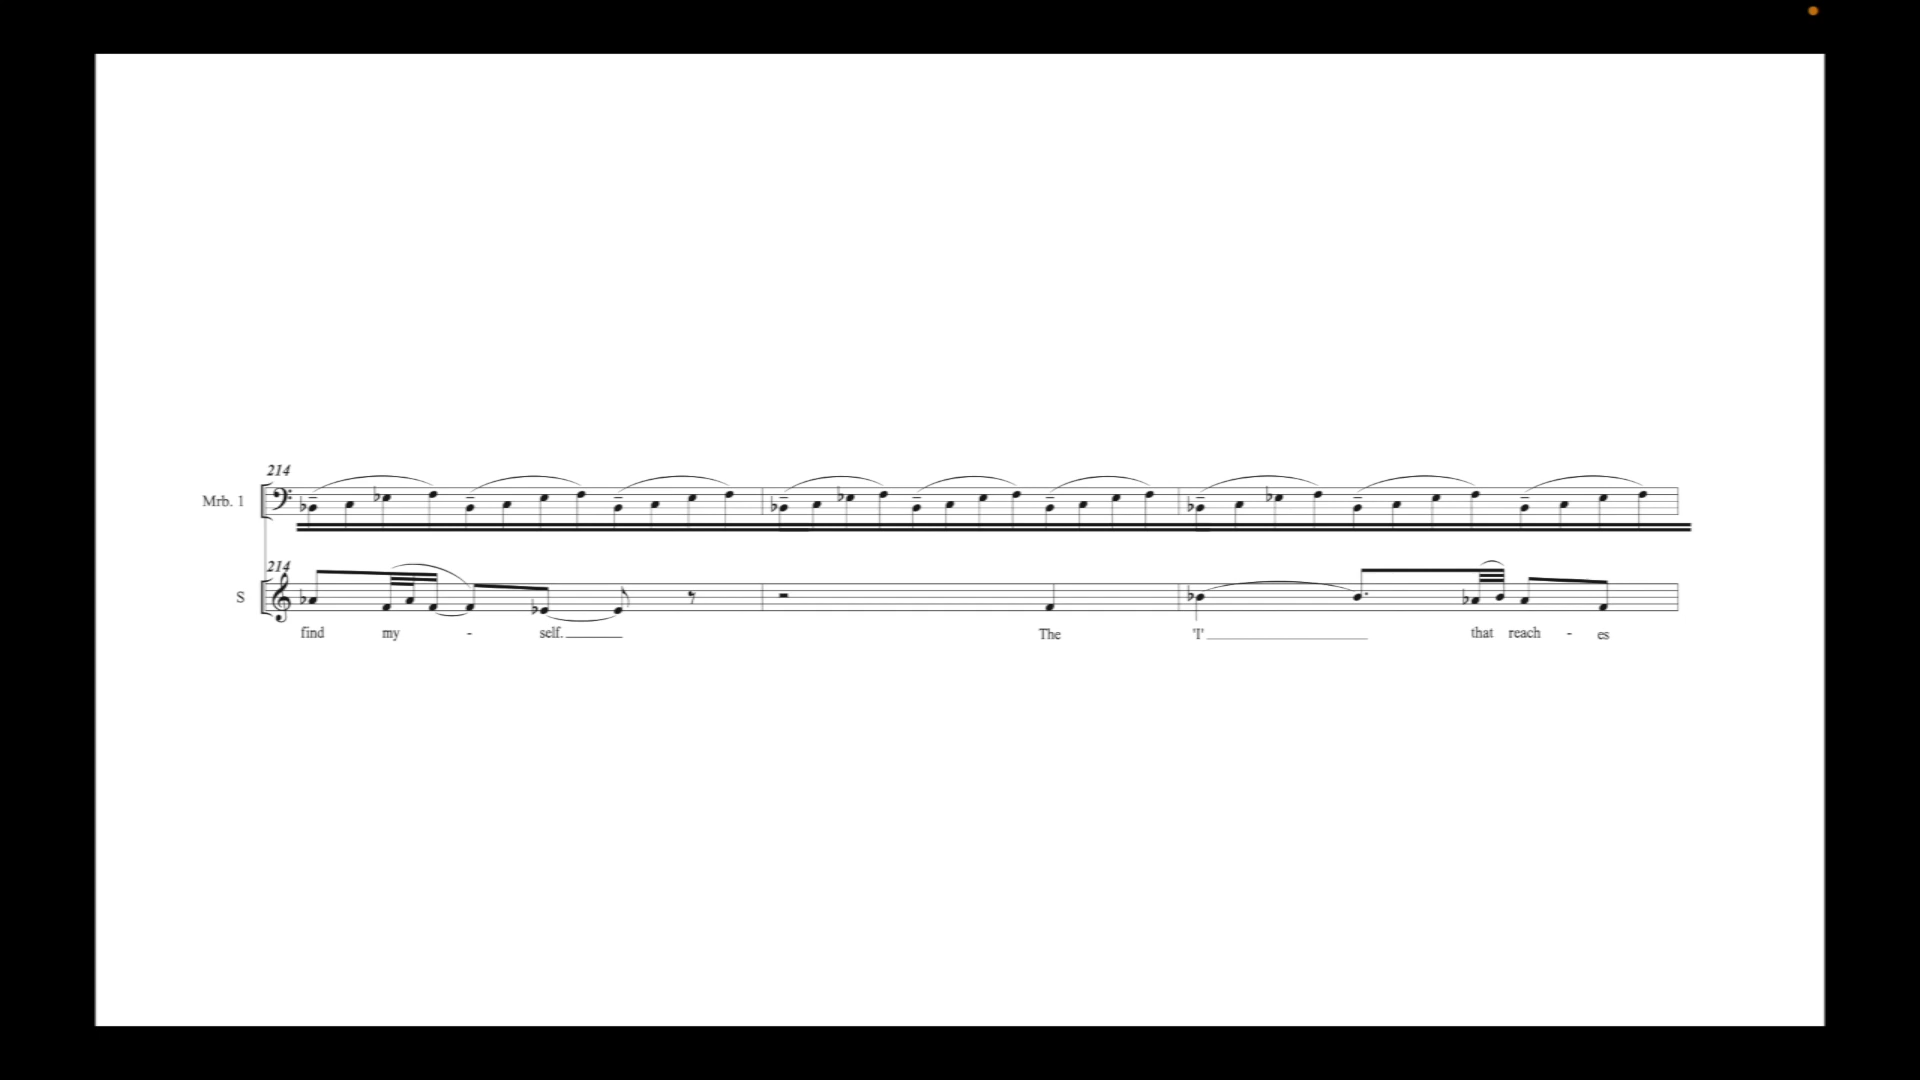 214
Mrb. 1
214
S
find my - self. The 'I' that reach - es